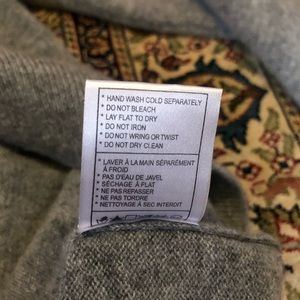 * HAND WASH COLD SEPARATELY
* DO NOT BLEACH
* LAY FLAT TO DRY
* DO NOT IRON
* DO NOT WRING OR TWIST
* DO NOT DRY CLEAN
* LAVER À LA MAIN SÉPARÉMENT
À FROID
* PAS D'EAU DE JAVEL
* SÉCHAGE À FLAT
* NE PAS REPASSER
* NE PAS TORDRE
* NETTOYAGE À SEC INTERDIT